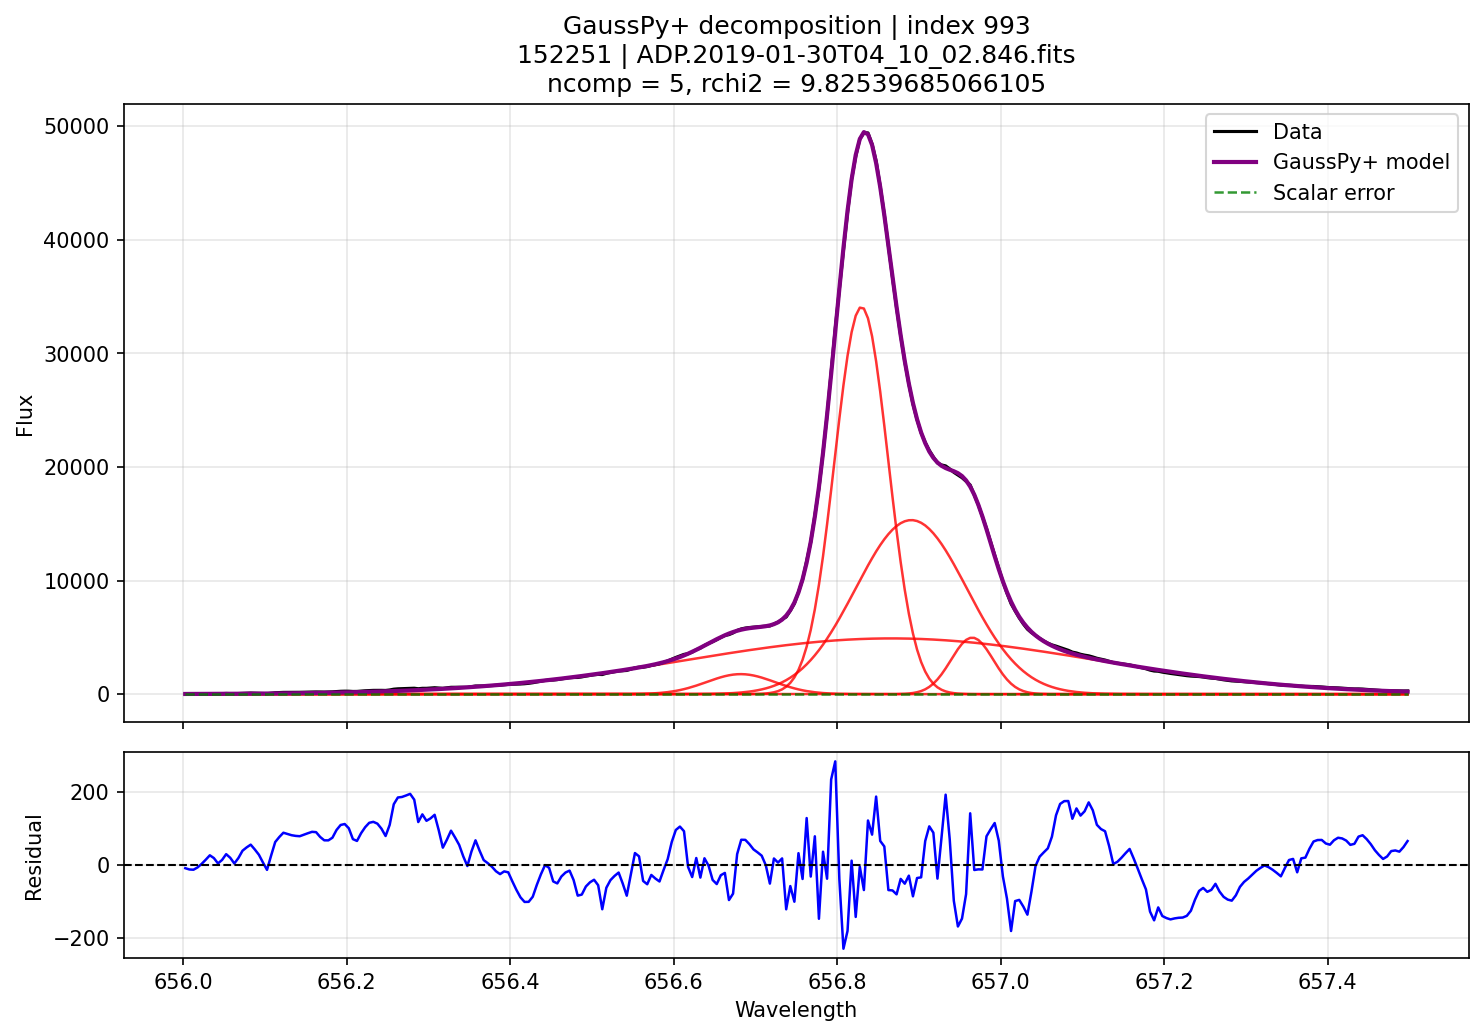 GaussPy+ decomposition | index 993
152251 | ADP.2019-01-30T04_10_02.846.fits
ncomp = 5, rchi2 = 9.82539685066105
Data
GaussPy+ model
Scalar error
Flux
50000
40000
30000
20000
10000
0
Residual
200
0
−200
656.0 656.2 656.4 656.6 656.8 657.0 657.2 657.4
Wavelength